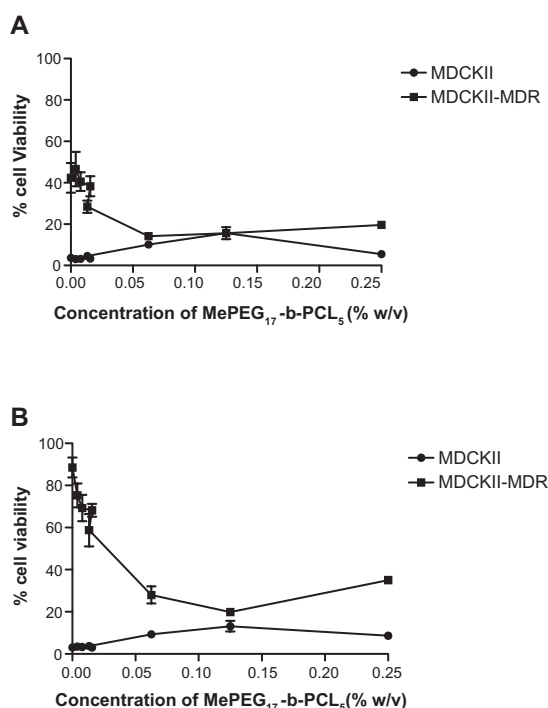 A
100
80
60
40
20
0
% cell Viability
0.00 0.05 0.10 0.15 0.20 0.25
Concentration of MePEG17-b-PCL5 (% w/v)
MDCKII
MDCKII-MDR
B
100
80
60
40
20
0
% cell viability
0.00 0.05 0.10 0.15 0.20 0.25
Concentration of MePEG17-b-PCL5(% w/v)
MDCKII
MDCKII-MDR